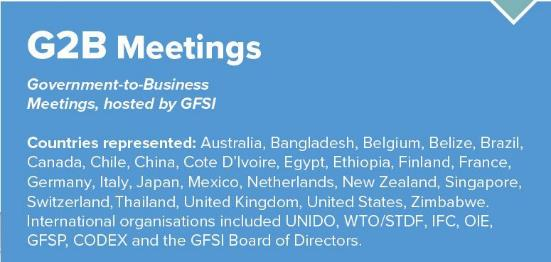 G2B Meetings
Government-to-Business
Meetings, hosted by GFSI
Countries represented: Australia, Bangladesh, Belgium, Belize, Brazil,
Canada, Chile, China, Cote D'Ivoire, Egypt, Ethiopia, Finland, France,
Germany, Italy, Japan, Mexico, Netherlands, New Zealand, Singapore,
Switzerland,Thailand, United Kingdom, United States, Zimbabwe.
International organisations included UNIDO, WTO/STDF, IFC, OIE,
GFSP, CODEX and the GFSI Board of Directors.